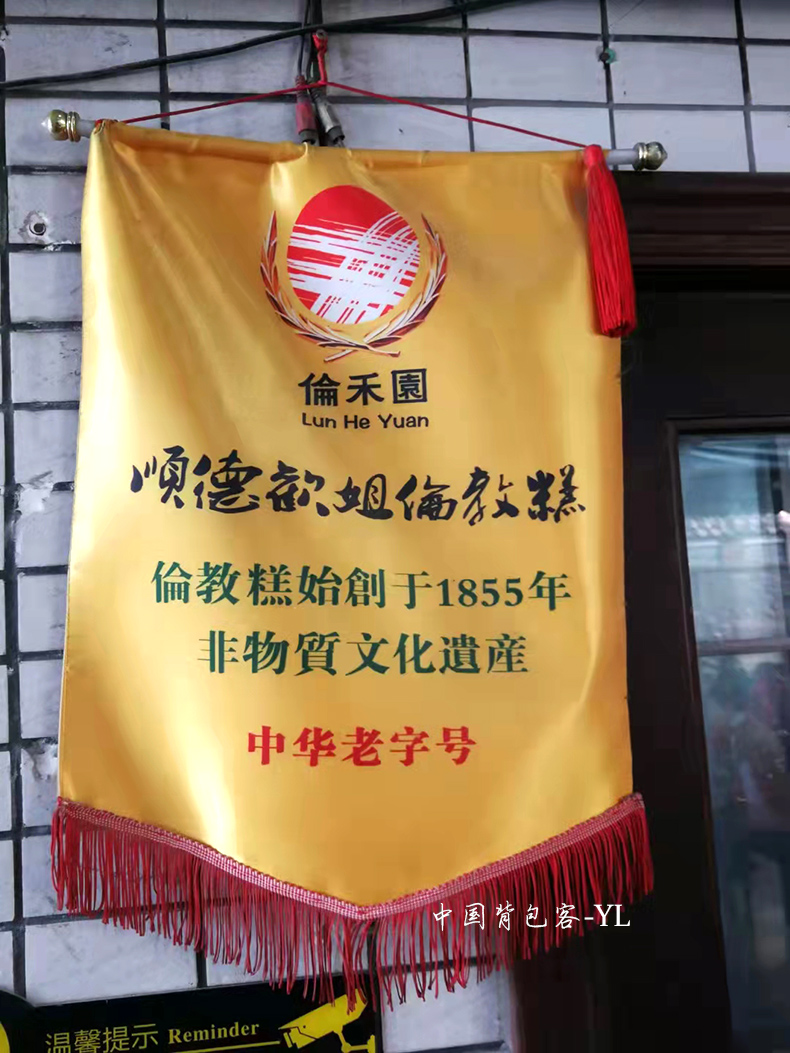 倫禾園
Lun He Yuan
順德歡姐倫教糕
倫教糕始創于1855年
非物質文化遺産
中华老字号
中国背包客-YL
温馨提示 Reminder